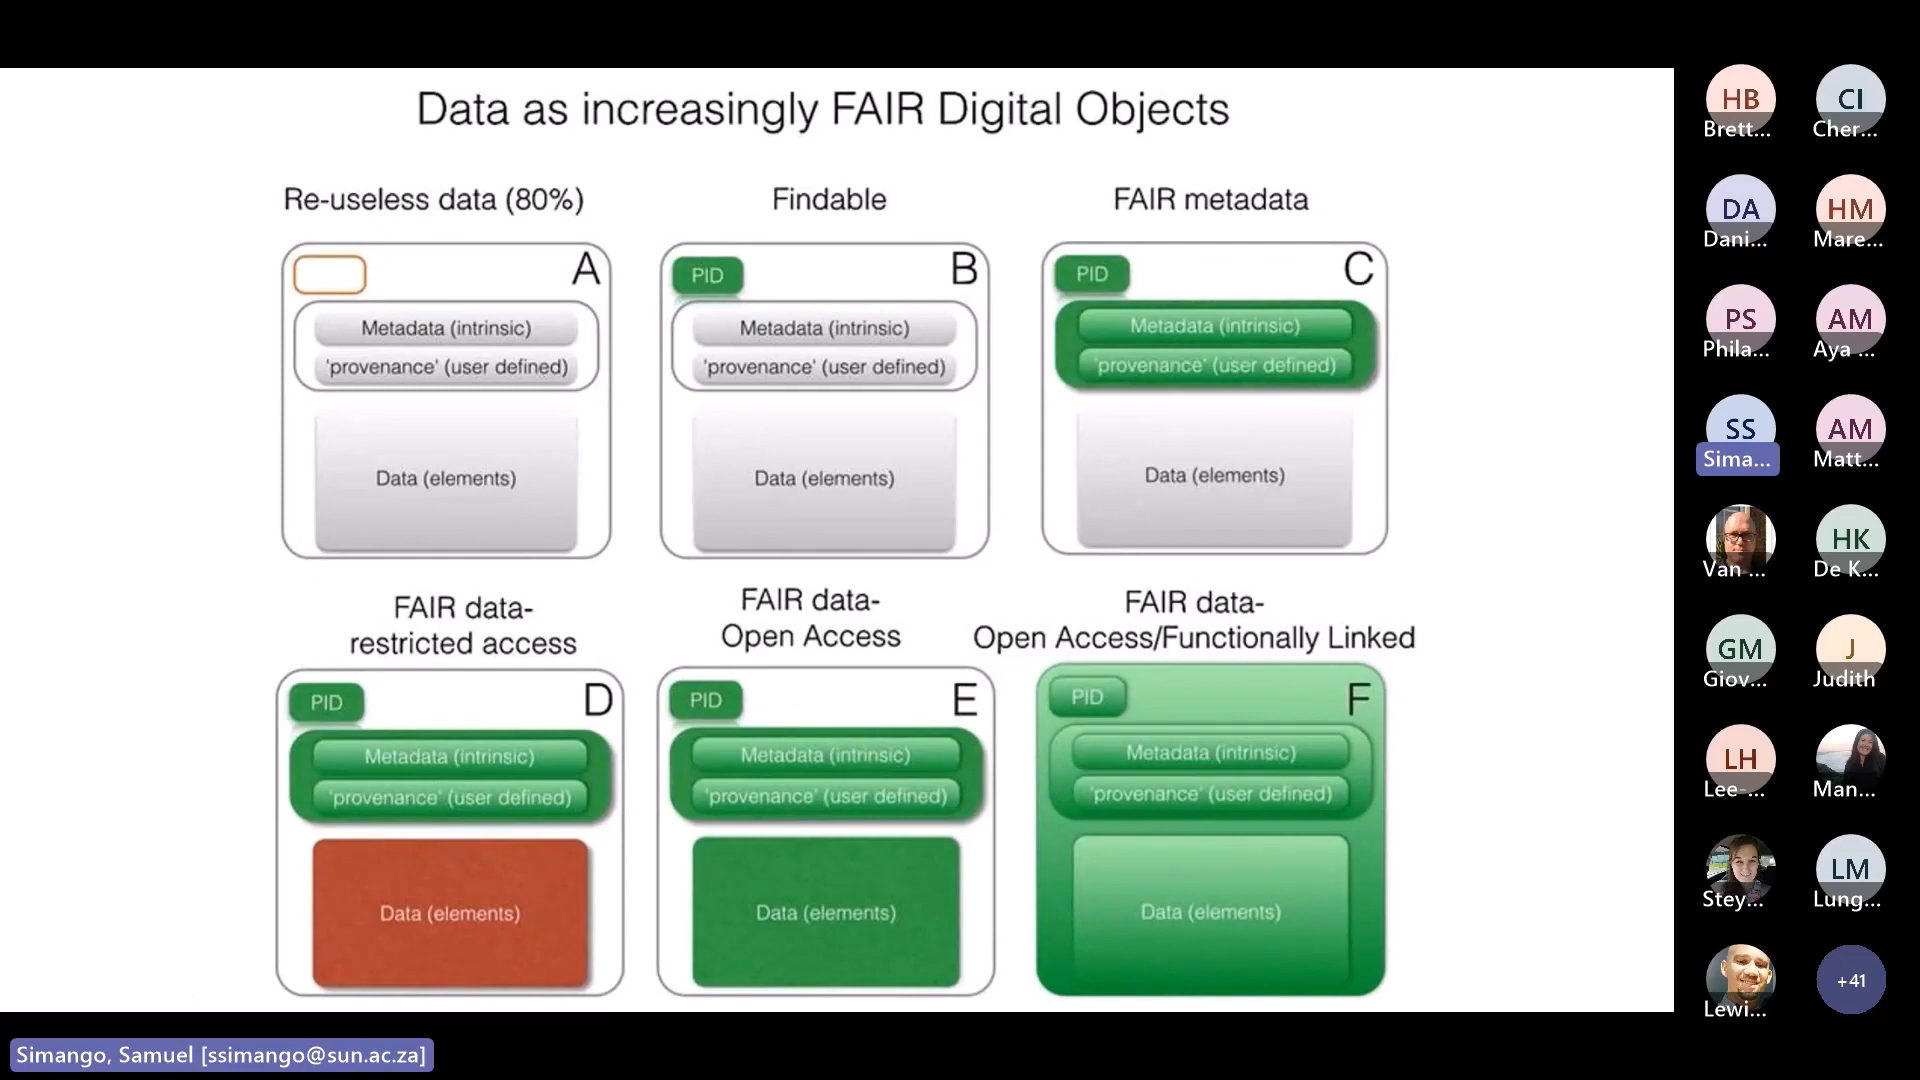 Data as increasingly FAIR Digital Objects
Re-useless data (80%)
Findable
FAIR metadata
A
Metadata (intrinsic)
'provenance' (user defined)
Data (elements)
PID
B
Metadata (intrinsic)
'provenance' (user defined)
Data (elements)
PID
C
Metadata (intrinsic)
'provenance' (user defined)
Data (elements)
FAIR data-
restricted access
FAIR data-
Open Access
FAIR data-
Open Access/Functionally Linked
PID
D
Metadata (intrinsic)
'provenance' (user defined)
Data (elements)
PID
E
Metadata (intrinsic)
'provenance' (user defined)
Data (elements)
PID
F
Metadata (intrinsic)
'provenance' (user defined)
Data (elements)
HB
Brett...
CI
Cher...
DA
Dani...
HM
Mare...
PS
Phila...
AM
Aya ...
SS
Sima...
AM
Matt...
Van ...
HK
De K...
GM
Giov...
J
Judith
LH
Lee-...
Man...
Stey...
LM
Lung...
Lewi...
+41
Simango, Samuel [ssimango@sun.ac.za]